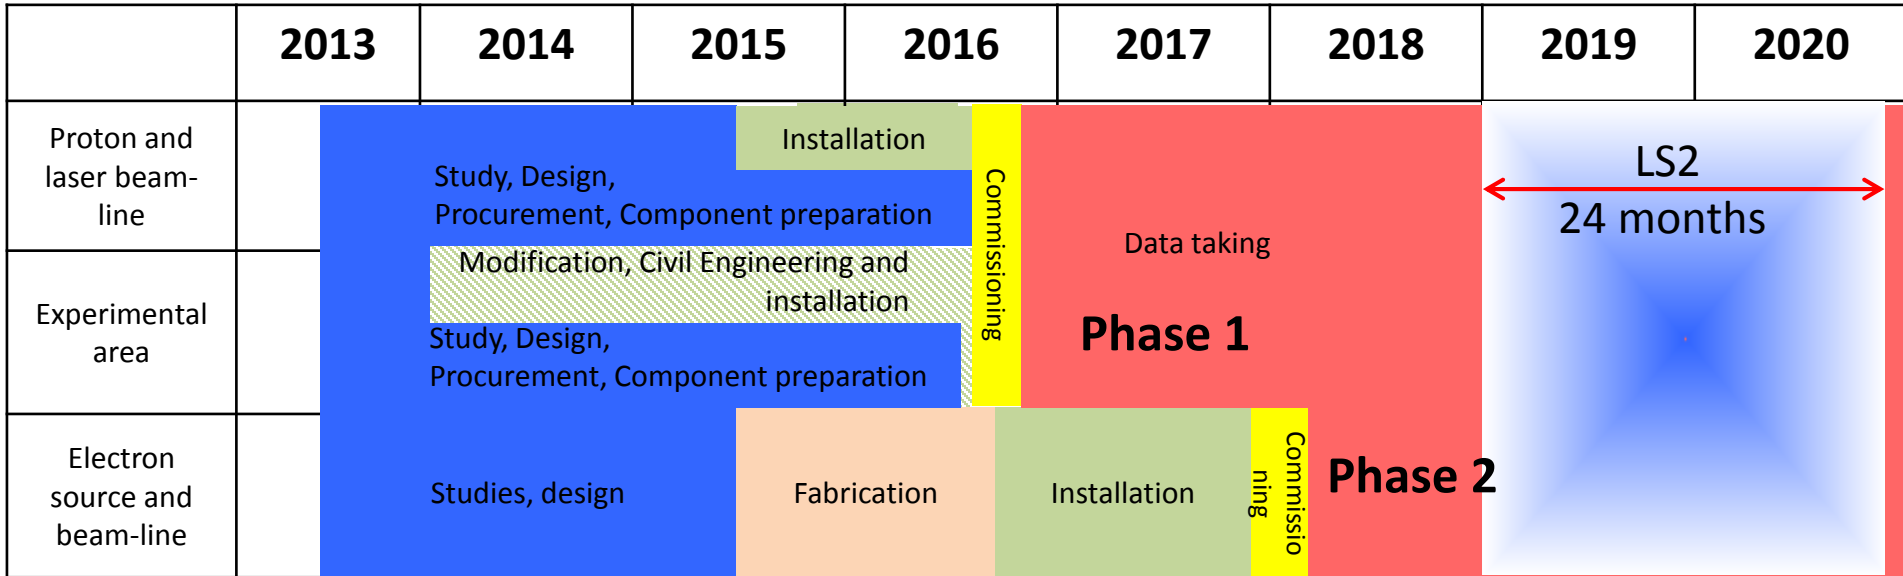 2013 2014 2015 2016 2017 2018 2019 2020
Proton and
laser beam-
line
Installation
Study, Design,
Procurement, Component preparation
Commissioning
Data taking
LS2
24 months
Experimental
area
Modification, Civil Engineering and
installation
Study, Design,
Procurement, Component preparation
Phase 1
Electron
source and
beam-line
Studies, design
Fabrication
Installation
Commissio
ning
Phase 2